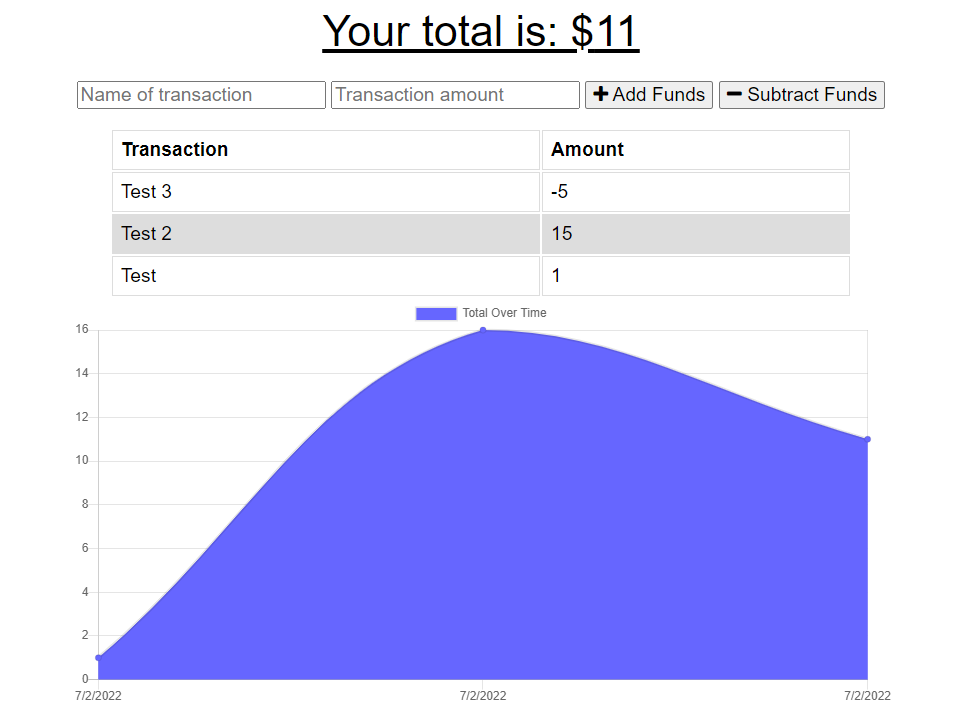 Your total is: $11
Name of transaction Transaction amount Add Funds Subtract Funds
Transaction Amount
Test 3 -5
Test 2 15
Test 1
Total Over Time
16
14
12
10
8
6
4
2
0
7/2/2022 7/2/2022 7/2/2022